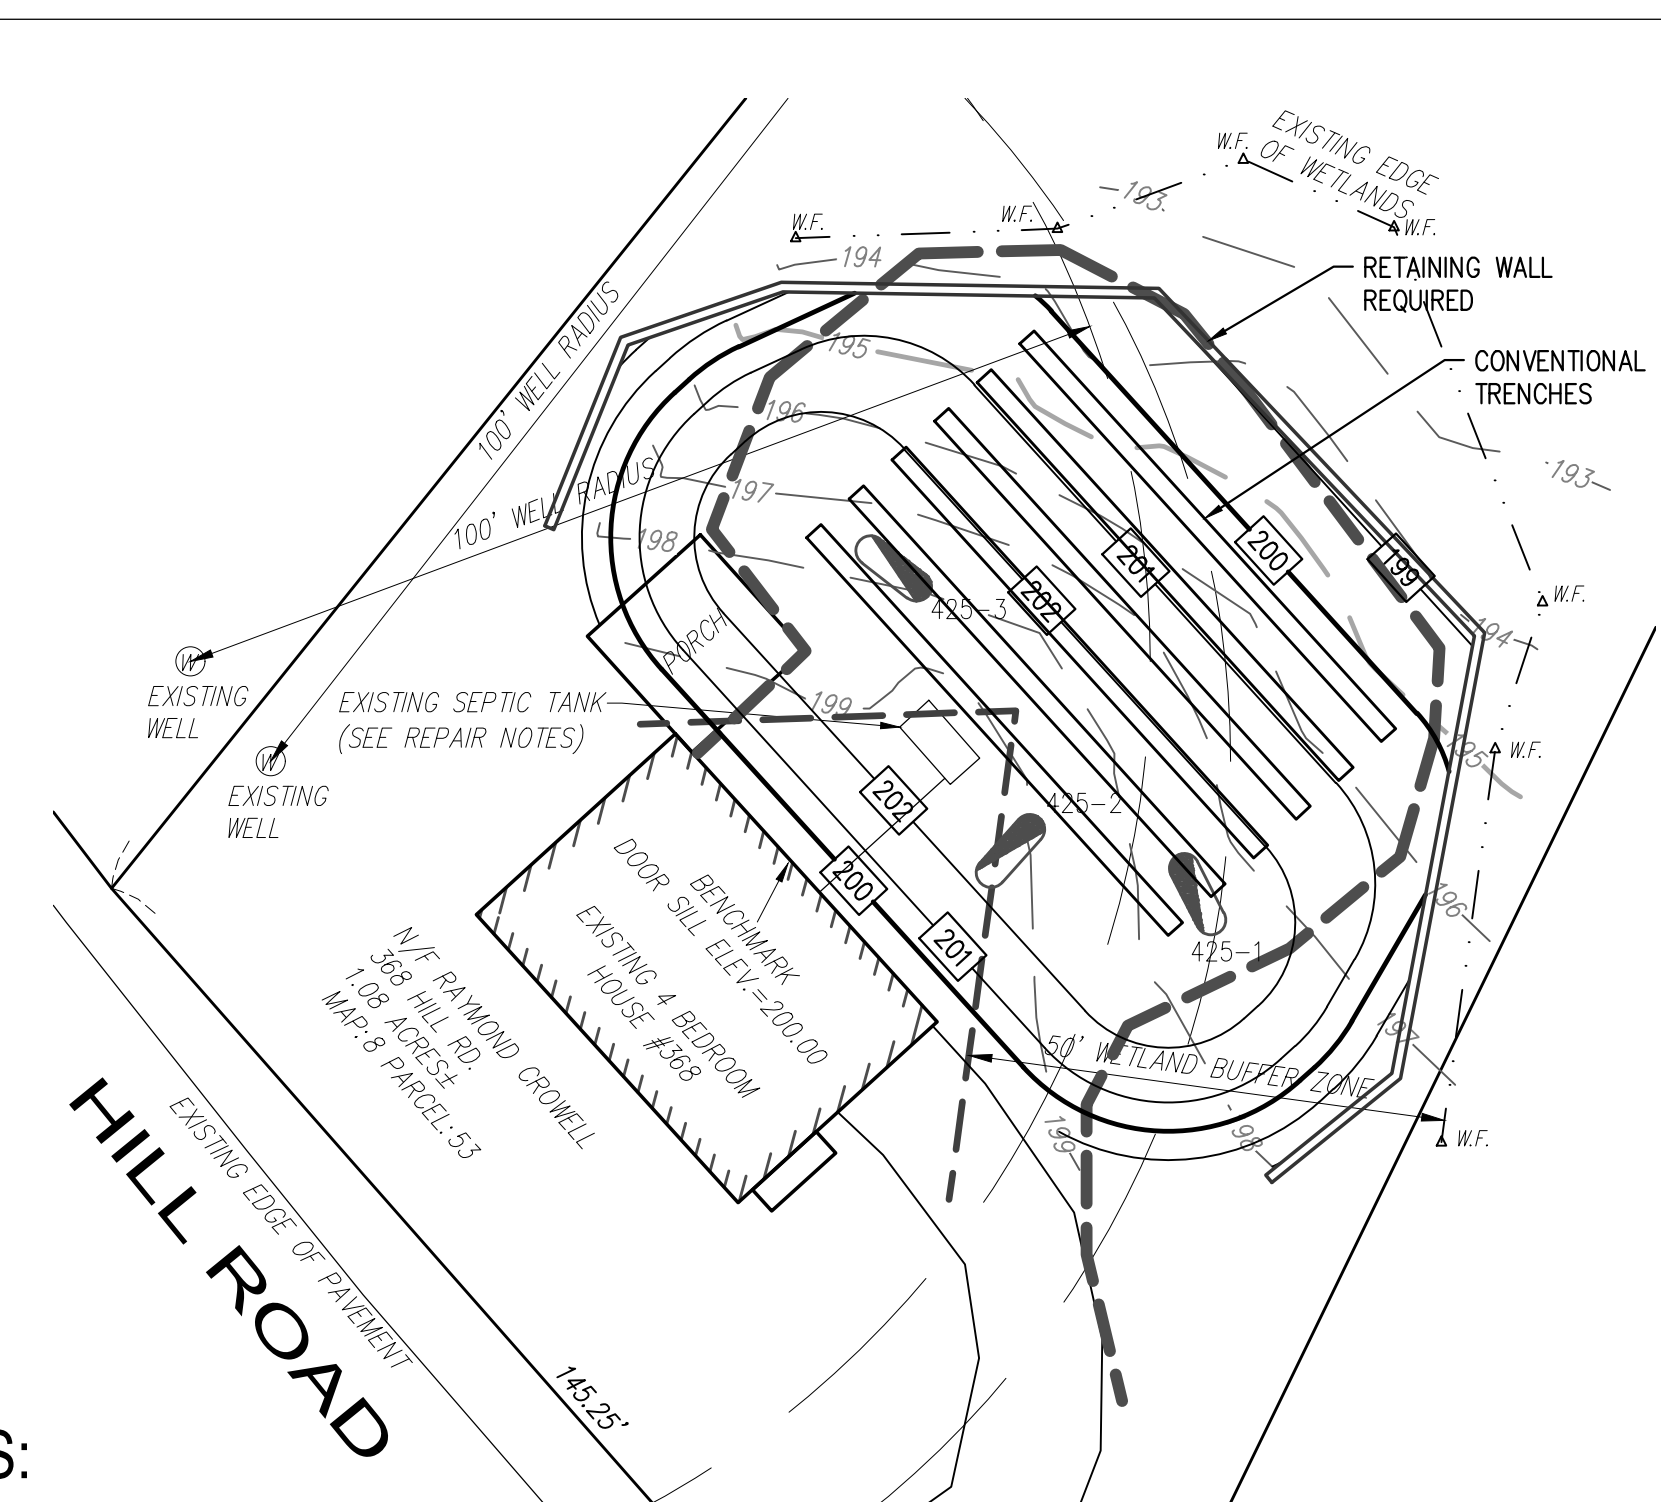 EXISTING EDGE
OF WETLANDS
W.F.
W.F.
W.F.
W.F.
193
194
RETAINING WALL
REQUIRED
100' WELL RADIUS
195
CONVENTIONAL
TRENCHES
196
100' WELL RADIUS
197
193
198
200
201
199
202
425-3
W.F.
194
PORCH
W
EXISTING
WELL
EXISTING SEPTIC TANK
(SEE REPAIR NOTES)
199
195
W.F.
W
EXISTING
WELL
202
425-2
200
201
425-1
196
BENCHMARK
DOOR SILL ELEV.=200.00
EXISTING 4 BEDROOM
HOUSE #368
N/F RAYMOND CROWELL
368 HILL RD.
1.08 ACRES±
MAP:8 PARCEL:53
197
50' WETLAND BUFFER ZONE
199
98
W.F.
EXISTING EDGE OF PAVEMENT
HILL ROAD
145.25'
S: